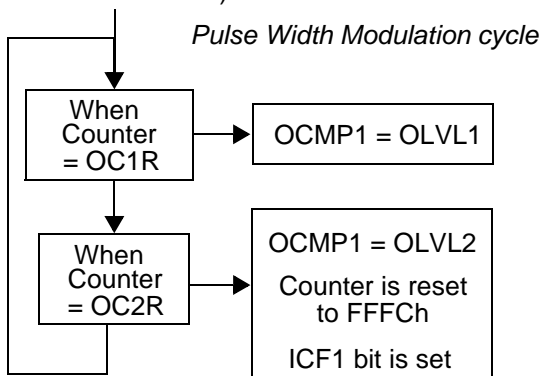 Pulse Width Modulation cycle
When
Counter
= OC1R
OCMP1 = OLVL1
When
Counter
= OC2R
OCMP1 = OLVL2
Counter is reset
to FFFCh
ICF1 bit is set